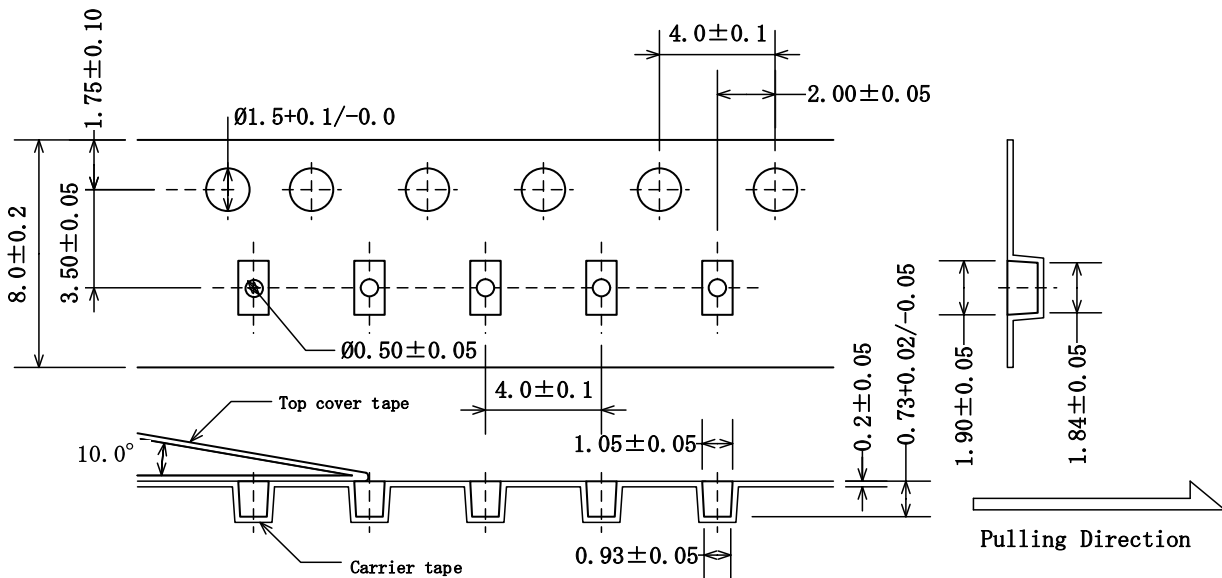 4.0±0.1
1.75±0.10
2.00±0.05
Ø1.5+0.1/-0.0
8.0±0.2
3.50±0.05
Ø0.50±0.05
4.0±0.1
0.2±0.05
0.73+0.02/-0.05
1.90±0.05
1.84±0.05
Top cover tape
10.0°
1.05±0.05
Pulling Direction
0.93±0.05
Carrier tape